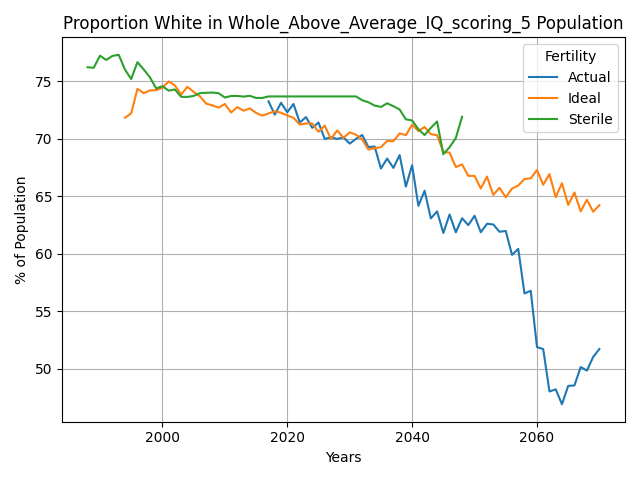 Proportion White in Whole_Above_Average_IQ_scoring_5 Population
Fertility
Actual
Ideal
Sterile
% of Population
75
70
65
60
55
50
2000
2020
2040
2060
Years